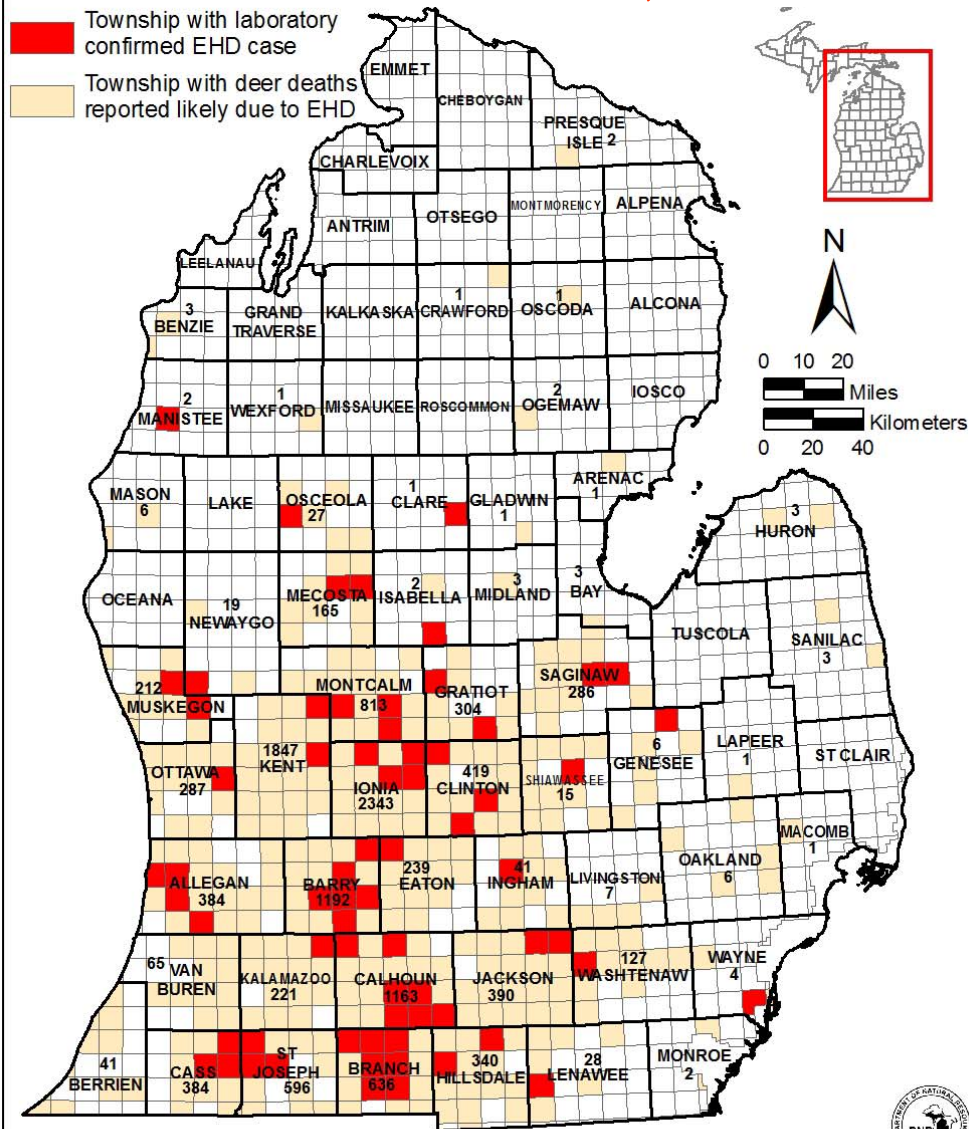 Township with laboratory
confirmed EHD case
Township with deer deaths
reported likely due to EHD
EMMET
CHEBOYGAN
PRESQUE
ISLE 2
CHARLEVOIX
ANTRIM
OTSEGO
MONTMORENCY
ALPENA
N
LEELANAU
3
BENZIE
GRAND
TRAVERSE
KALKASKA
1
CRAWFORD
1
OSCODA
ALCONA
0 10 20
Miles
Kilometers
0 20 40
2
MANISTEE
1
WEXFORD
MISSAUKEE
ROSCOMMON
2
OGEMAW
IOSCO
MASON
6
LAKE
OSCEOLA
27
1
CLARE
GLADWIN
1
ARENAC
1
3
HURON
OCEANA
19
NEWAYGO
MECOSTA
165
2
ISABELLA
3
MIDLAND
3
BAY
TUSCOLA
SANILAC
3
212
MUSKEGON
MONTCALM
813
GRATIOT
304
SAGINAW
286
1847
KENT
OTTAWA
287
IONIA
2343
419
CLINTON
SHIAWASSEE
15
6
GENESEE
LAPEER
1
ST CLAIR
ALLEGAN
384
BARRY
1192
239
EATON
41
INGHAM
LIVINGSTON
7
OAKLAND
6
MACOMB
1
65 VAN
BUREN
KALAMAZOO
221
CALHOUN
1163
JACKSON
390
127
WASHTENAW
WAYNE
4
41
BERRIEN
CASS
384
ST
JOSEPH
596
BRANCH
636
340
HILLSDALE
28
LENAWEE
MONROE
2